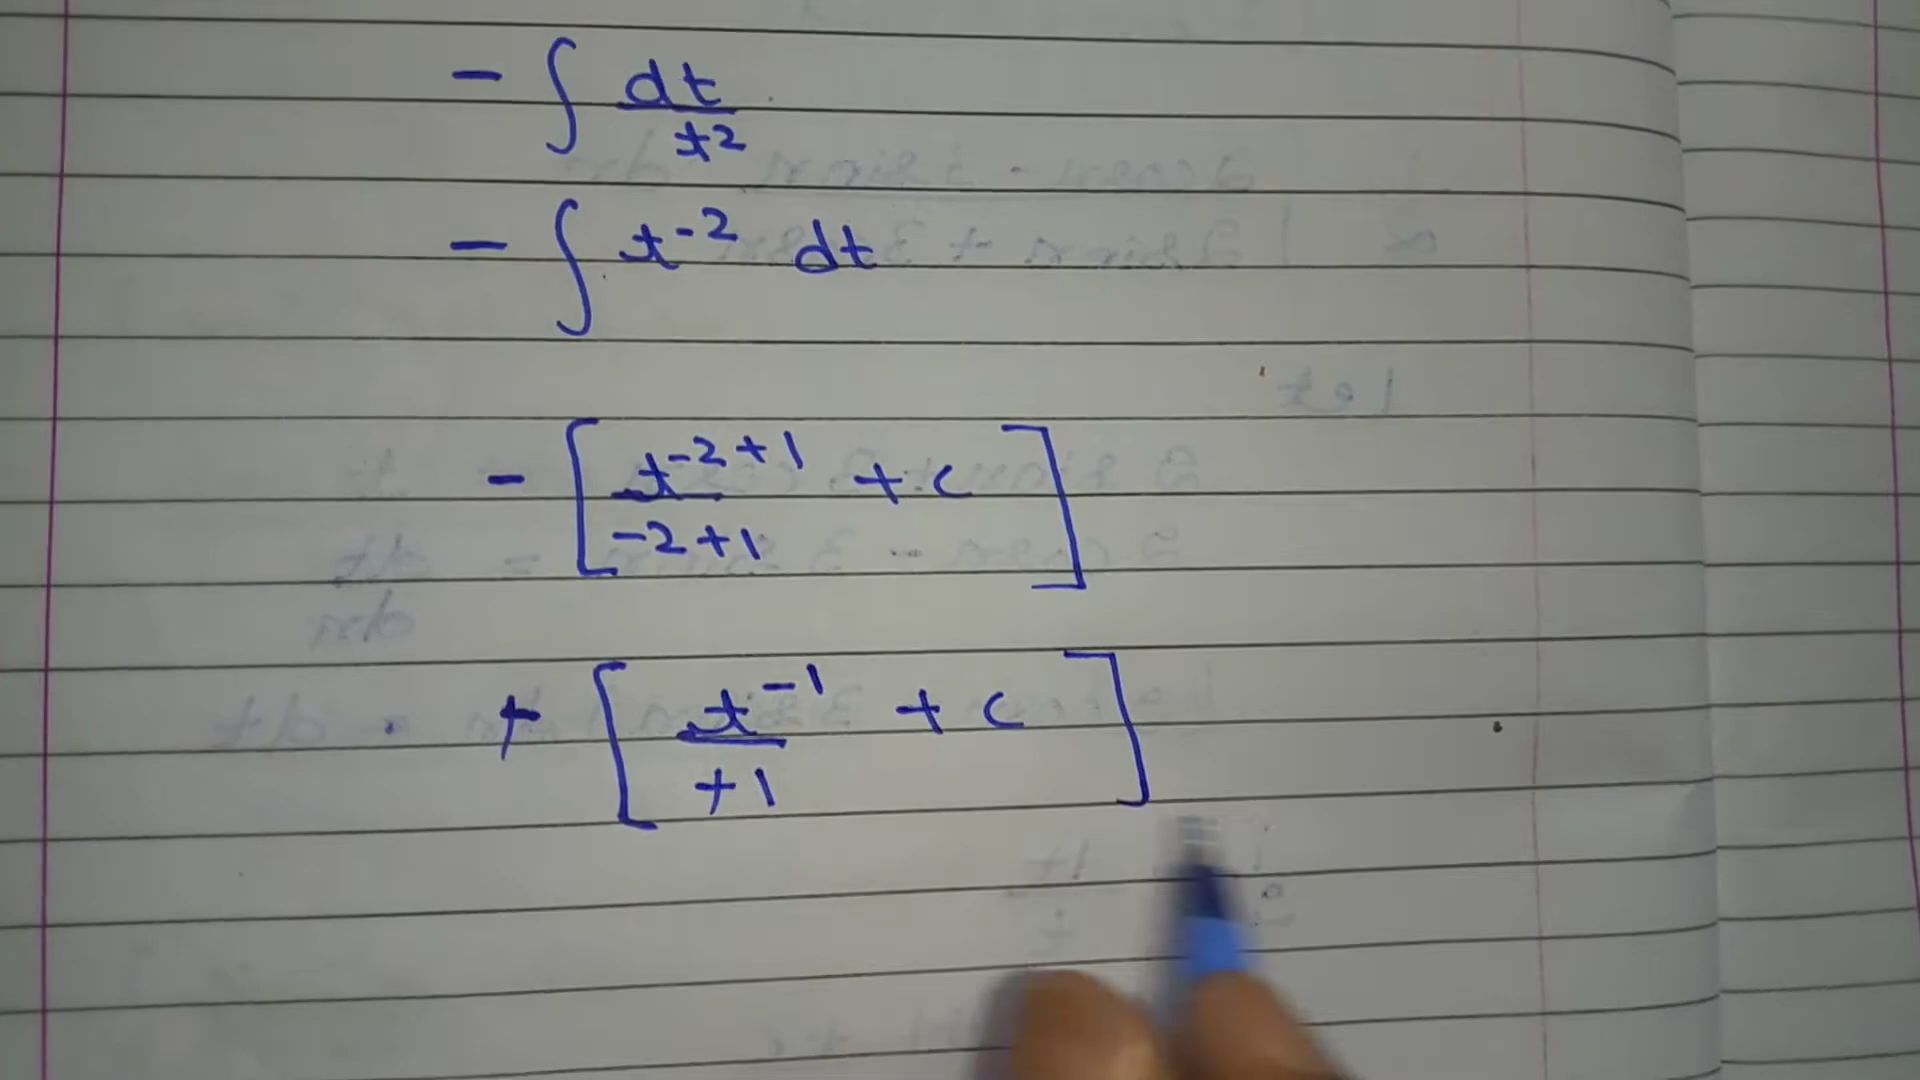 - ∫ dt/t²
- ∫ t⁻² dt
- [ t⁻²⁺¹/-2+1 + c ]
+ [ t⁻¹/+1 + c ]